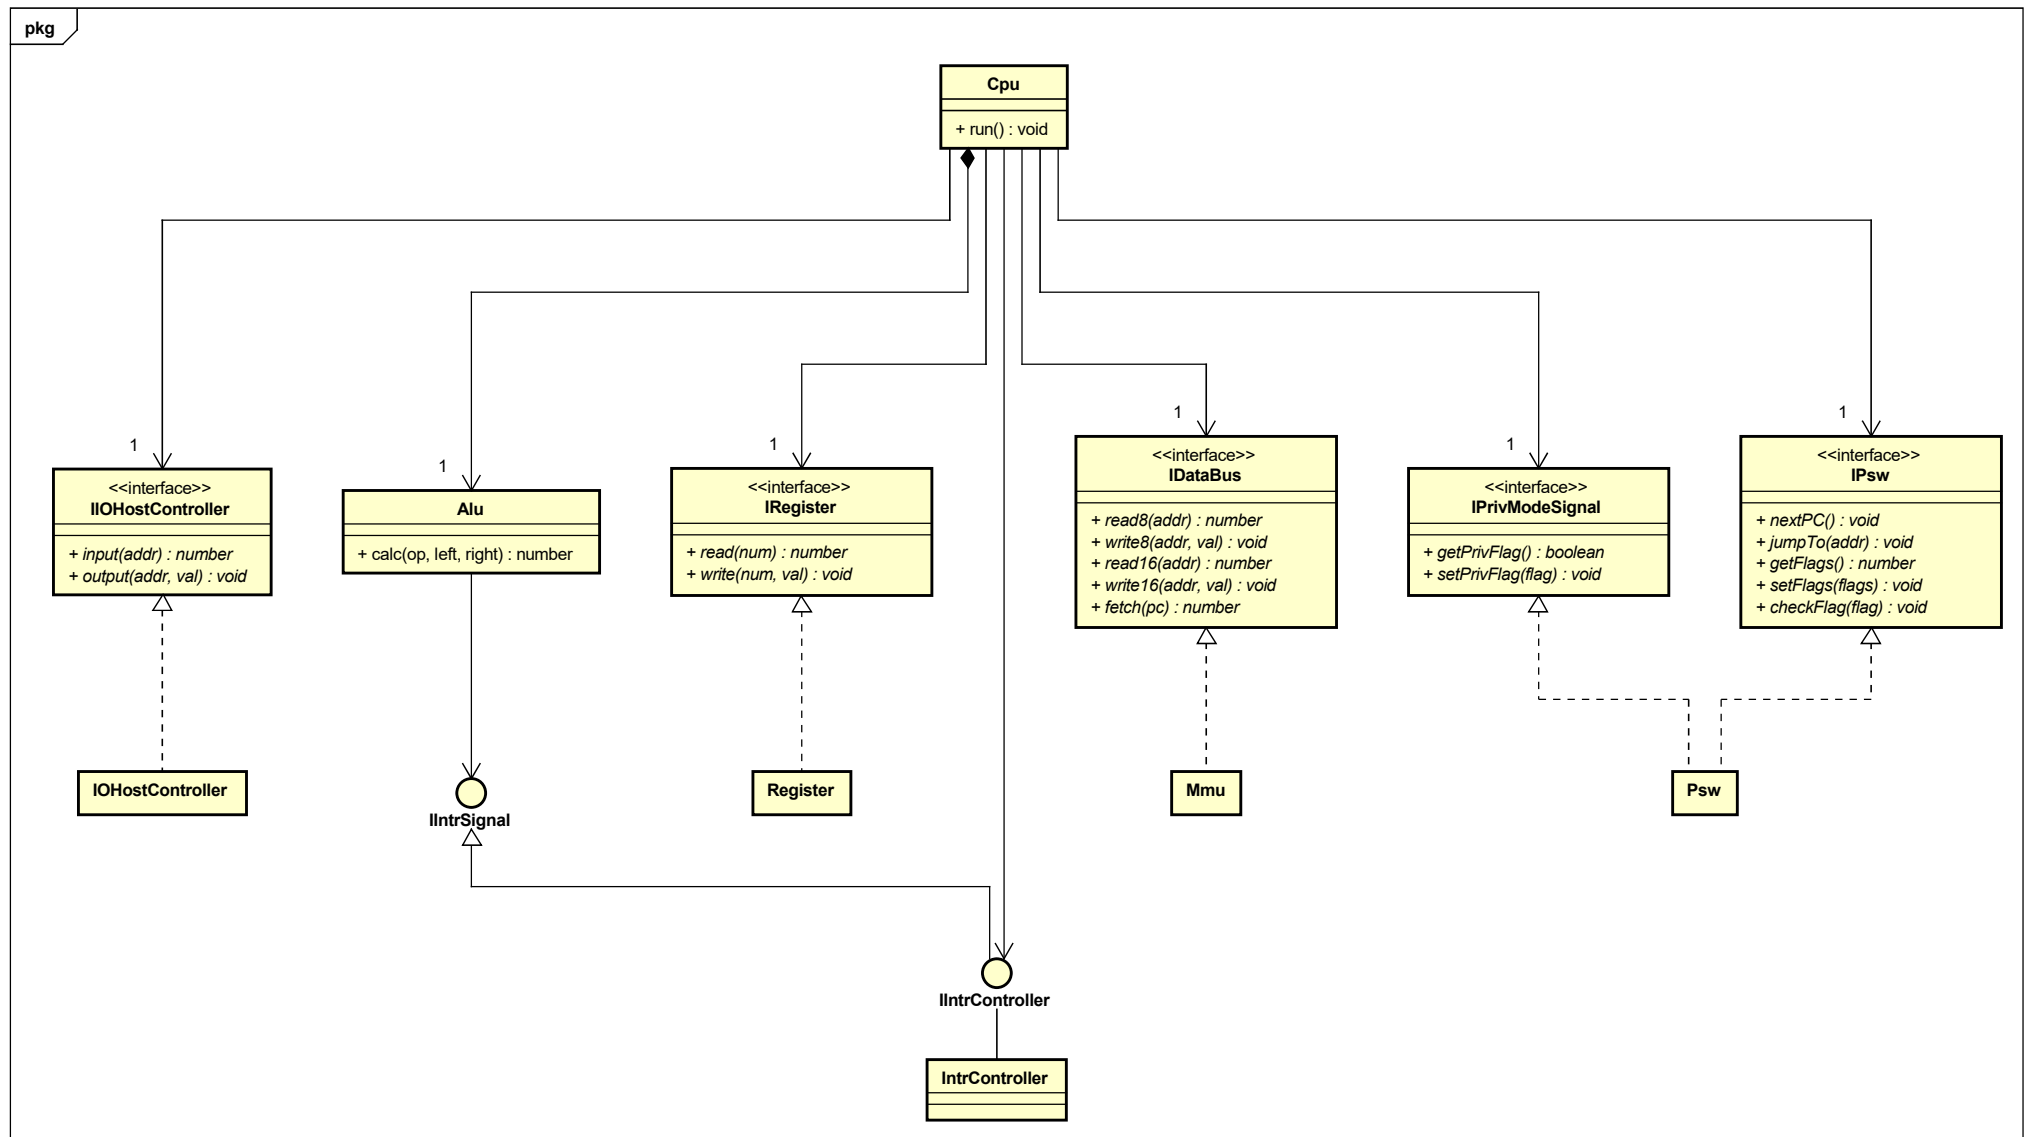 pkg
Cpu
+ run() : void
1
<<interface>>
IIOHostController
+ input(addr) : number
+ output(addr, val) : void
1
Alu
+ calc(op, left, right) : number
1
<<interface>>
IRegister
+ read(num) : number
+ write(num, val) : void
1
<<interface>>
IDataBus
+ read8(addr) : number
+ write8(addr, val) : void
+ read16(addr) : number
+ write16(addr, val) : void
+ fetch(pc) : number
1
<<interface>>
IPrivModeSignal
+ getPrivFlag() : boolean
+ setPrivFlag(flag) : void
1
<<interface>>
IPsw
+ nextPC() : void
+ jumpTo(addr) : void
+ getFlags() : number
+ setFlags(flags) : void
+ checkFlag(flag) : void
IOHostController
IIntrSignal
Register
Mmu
Psw
IIntrController
IntrController